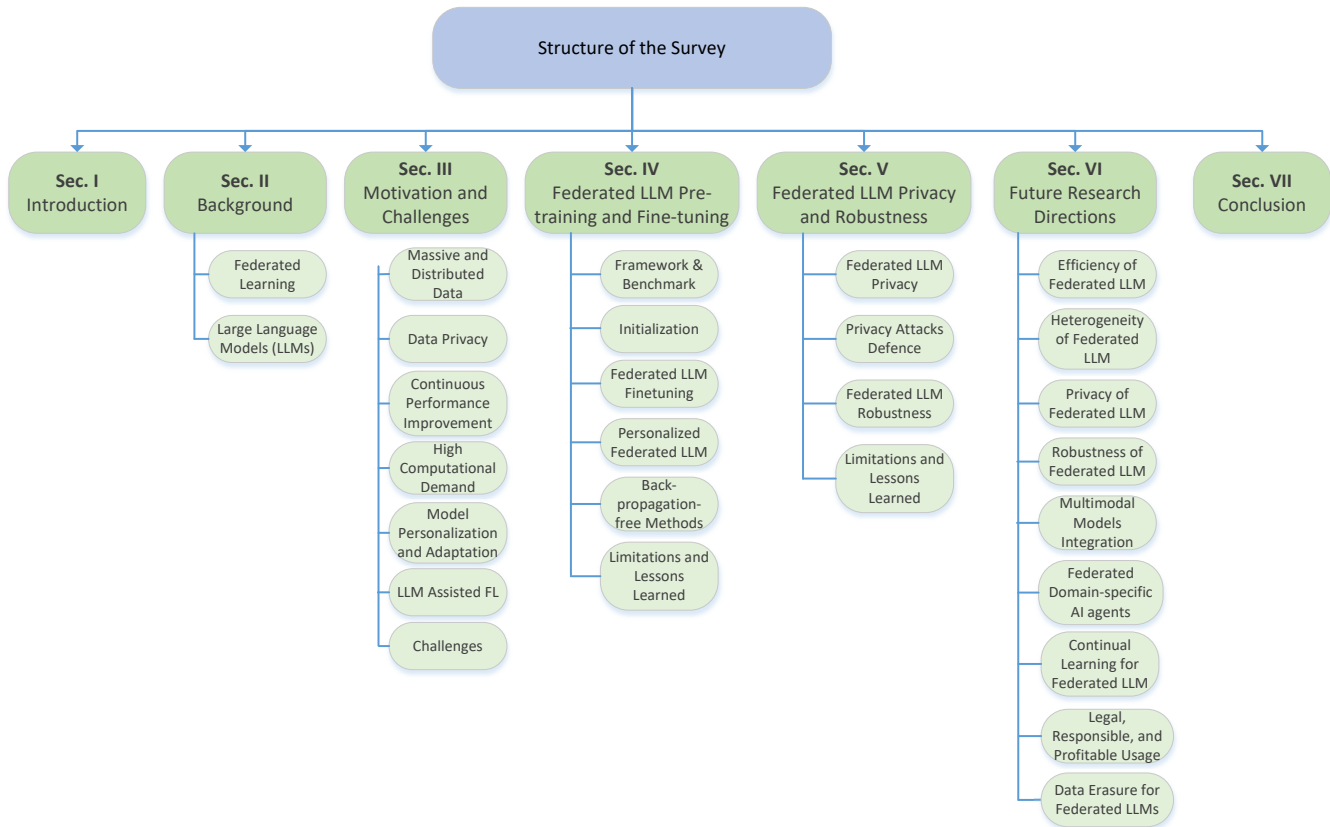 Structure of the Survey
Sec. I
Introduction
Sec. II
Background
Federated
Learning
Large Language
Models (LLMs)
Sec. III
Motivation and
Challenges
Massive and
Distributed
Data
Data Privacy
Continuous
Performance
Improvement
High
Computational
Demand
Model
Personalization
and Adaptation
LLM Assisted FL
Challenges
Sec. IV
Federated LLM Pre-
training and Fine-tuning
Framework &
Benchmark
Initialization
Federated LLM
Finetuning
Personalized
Federated LLM
Back-
propagation-
free Methods
Limitations and
Lessons
Learned
Sec. V
Federated LLM Privacy
and Robustness
Federated LLM
Privacy
Privacy Attacks
Defence
Federated LLM
Robustness
Limitations and
Lessons
Learned
Sec. VI
Future Research
Directions
Efficiency of
Federated LLM
Heterogeneity
of Federated
LLM
Privacy of
Federated LLM
Robustness of
Federated LLM
Multimodal
Models
Integration
Federated
Domain-specific
AI agents
Continual
Learning for
Federated LLM
Legal,
Responsible, and
Profitable Usage
Data Erasure for
Federated LLMs
Sec. VII
Conclusion